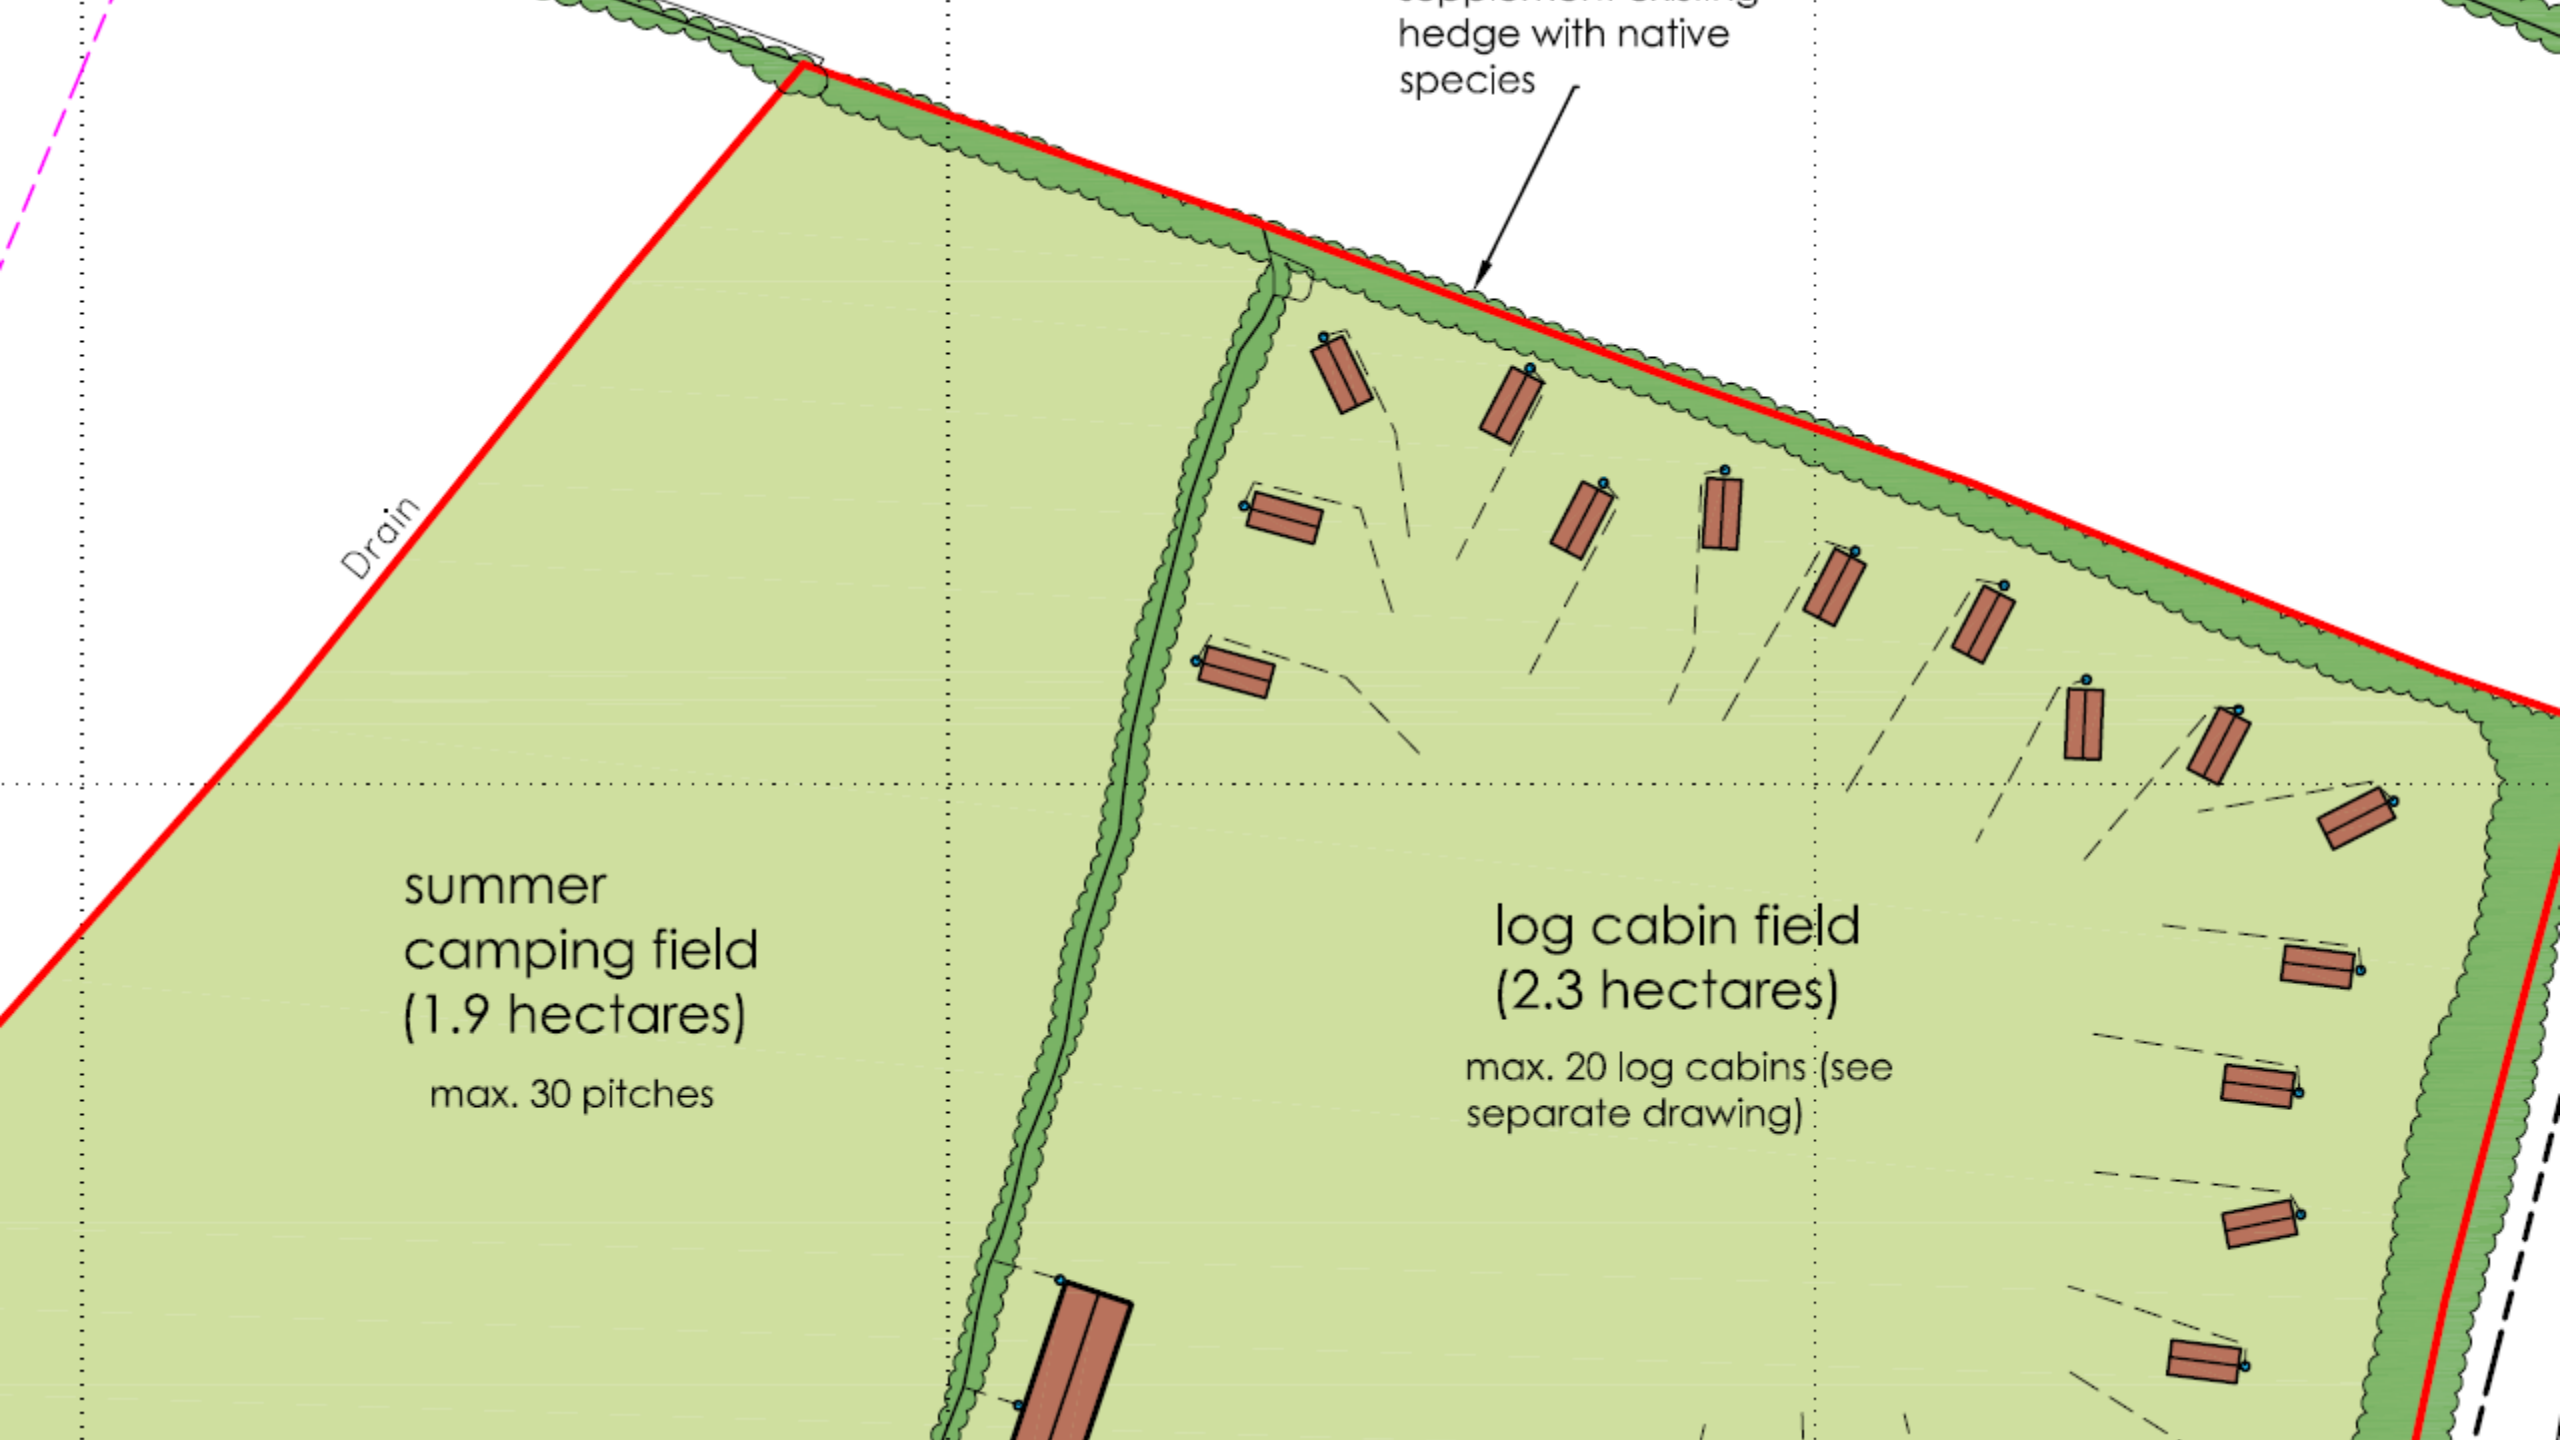 hedge with native
species
Drain
summer
camping field
(1.9 hectares)
max. 30 pitches
log cabin field
(2.3 hectares)
max. 20 log cabins (see
separate drawing)